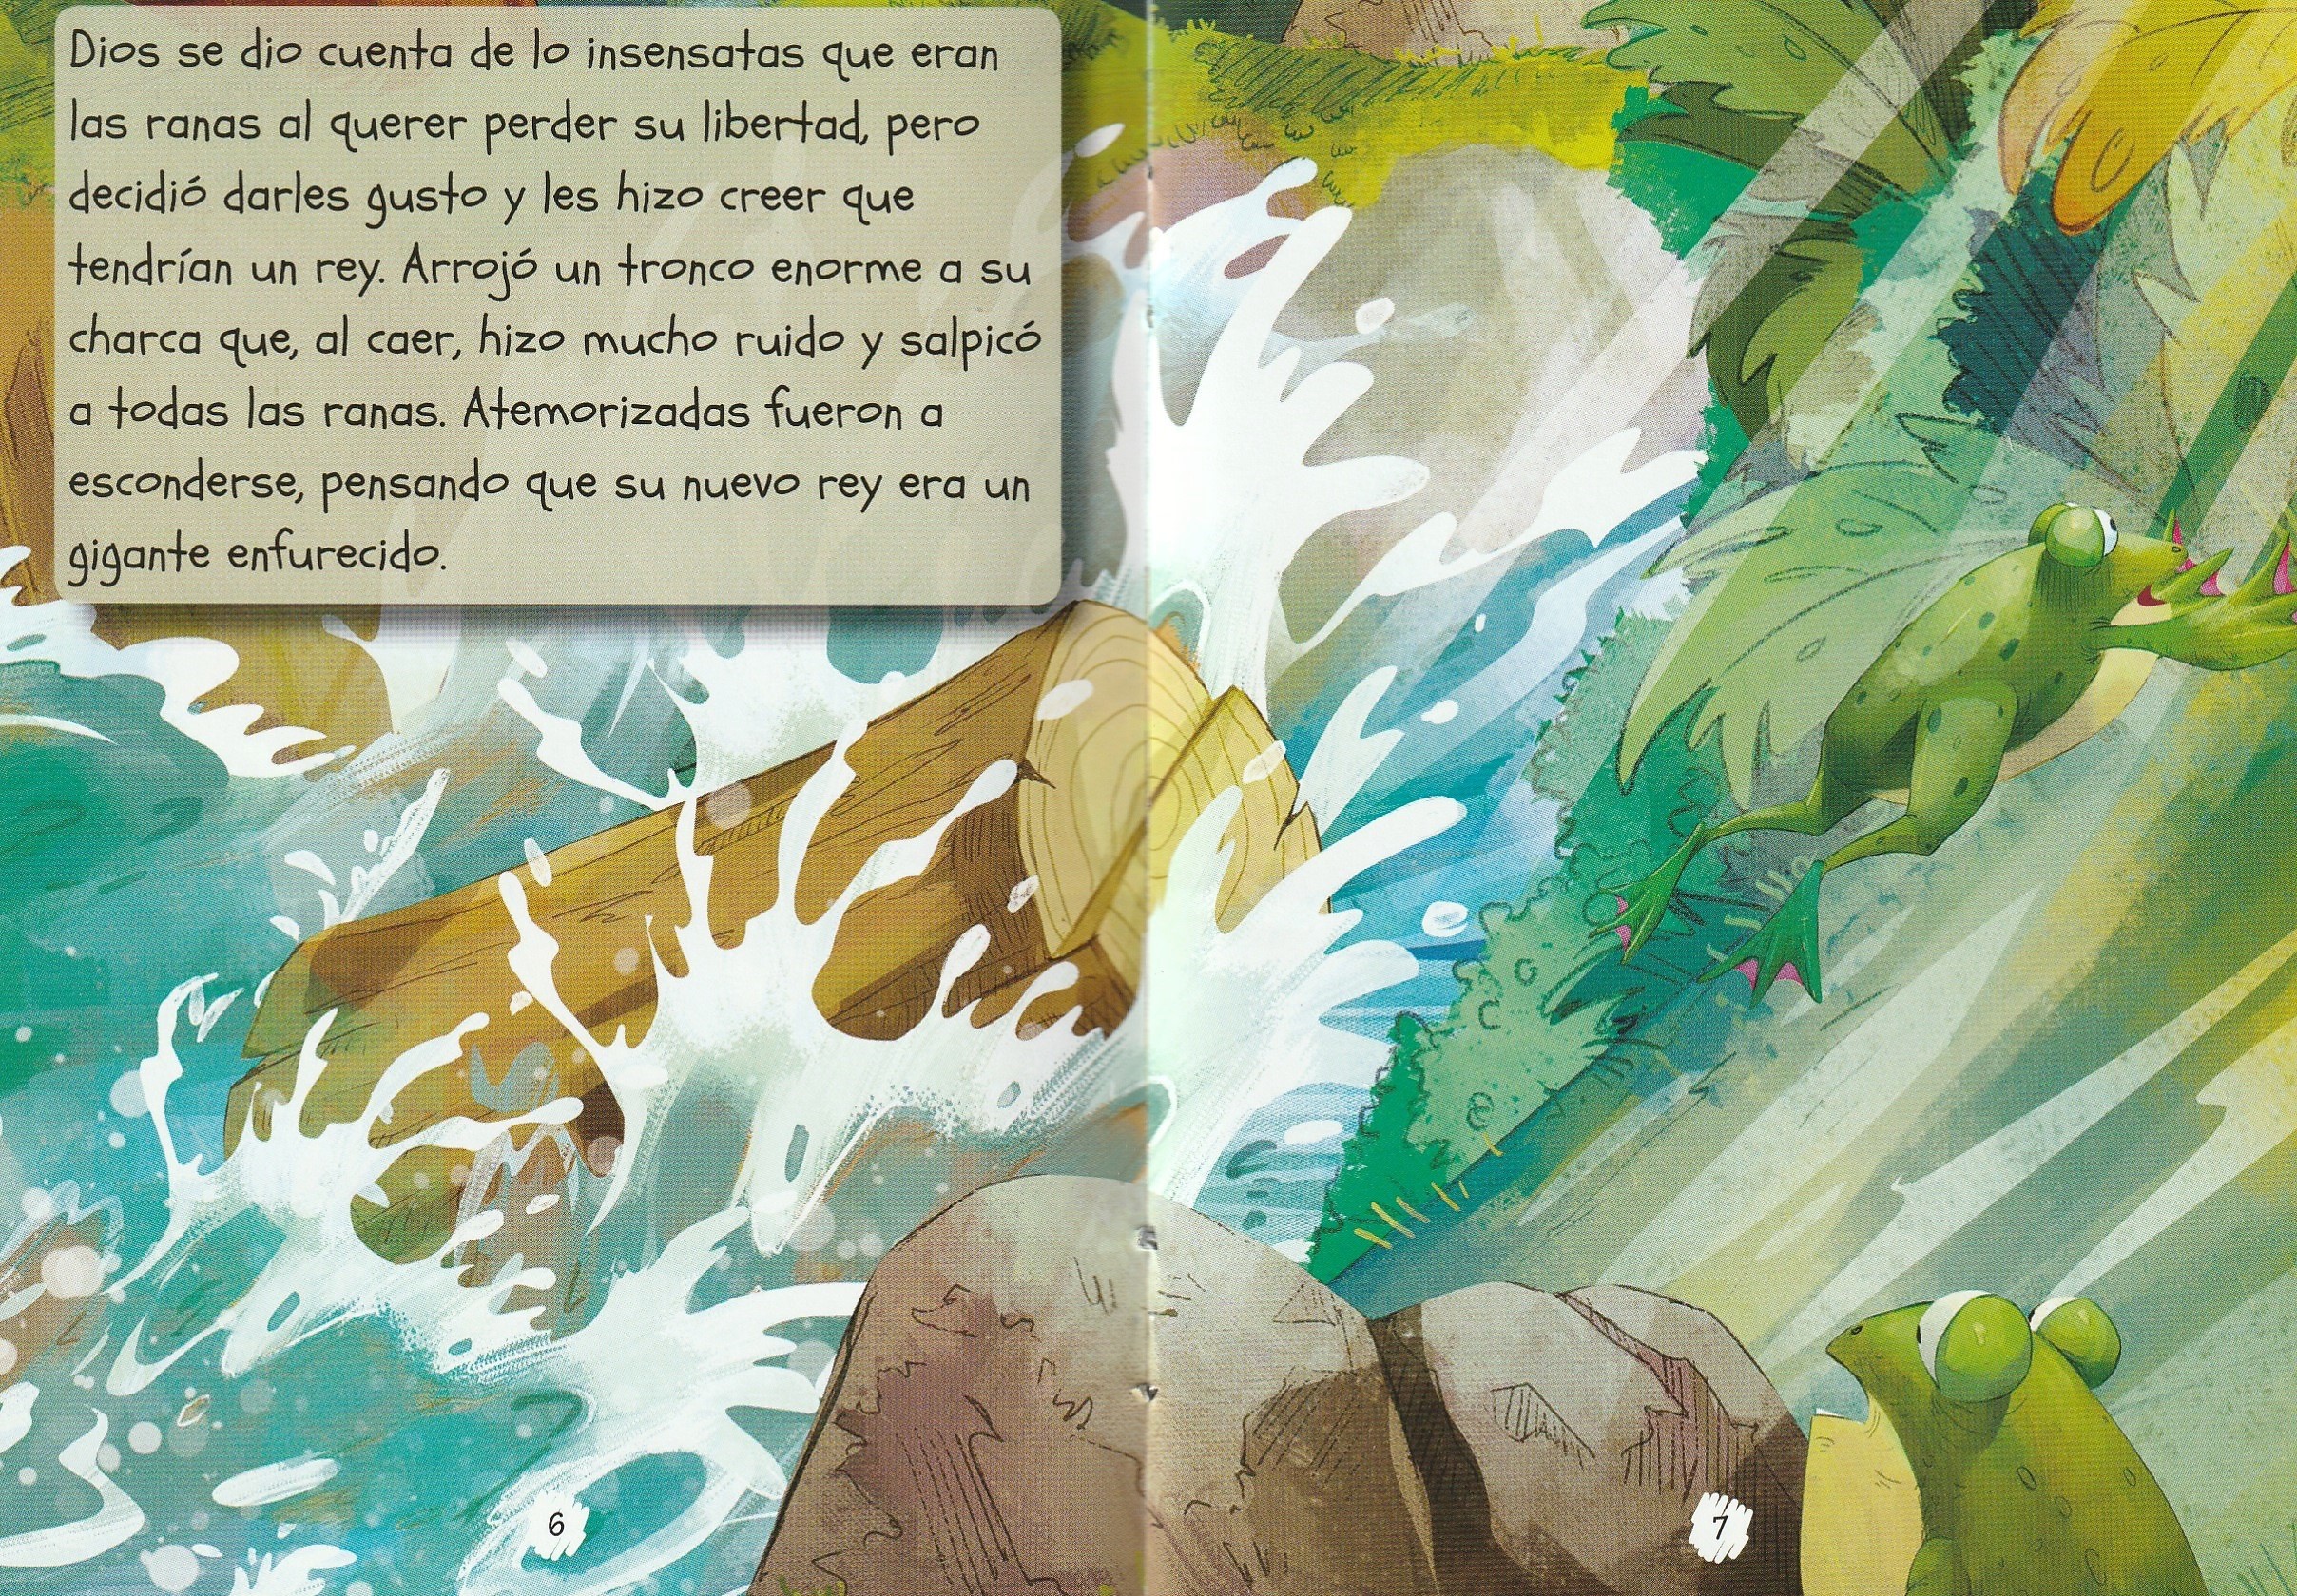 Dios se dio cuenta de lo insensatas que eran
las ranas al querer perder su libertad, pero
decidió darles gusto y les hizo creer que
tendrían un rey. Arrojó un tronco enorme a su
charca que, al caer, hizo mucho ruido y salpicó
a todas las ranas. Atemorizadas fueron a
esconderse, pensando que su nuevo rey era un
gigante enfurecido.
6
7